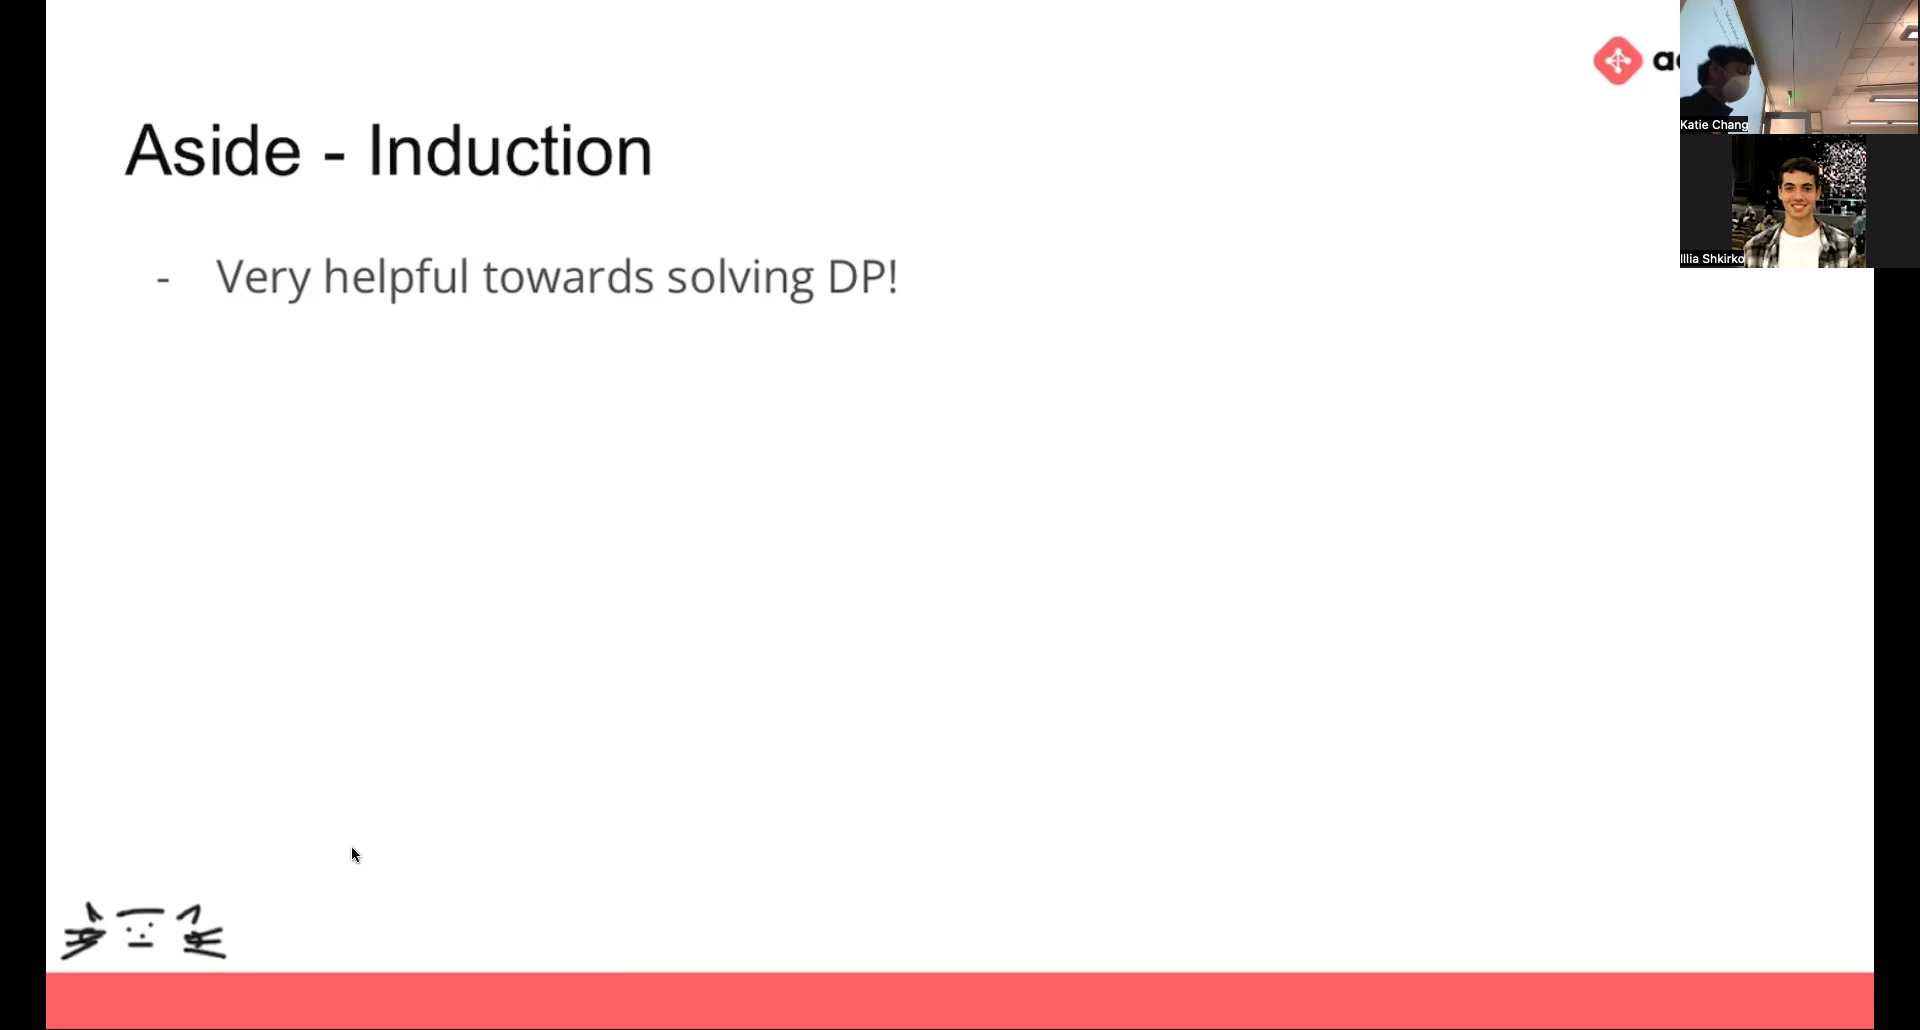 Aside - Induction
- Very helpful towards solving DP!
Katie Chang
Illia Shkirko